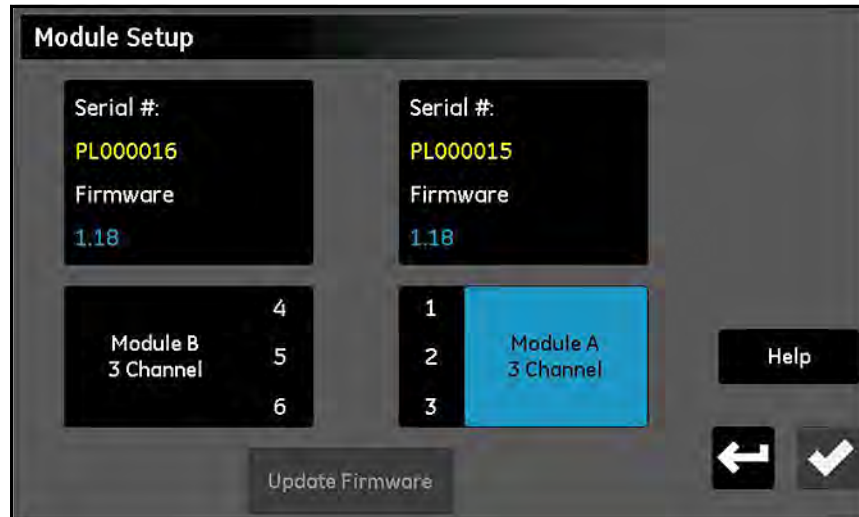 Module Setup
Serial #:
PL000016
Firmware
1.18
Serial #:
PL000015
Firmware
1.18
Module B
3 Channel
4
5
6
1
2
3
Module A
3 Channel
Help
Update Firmware